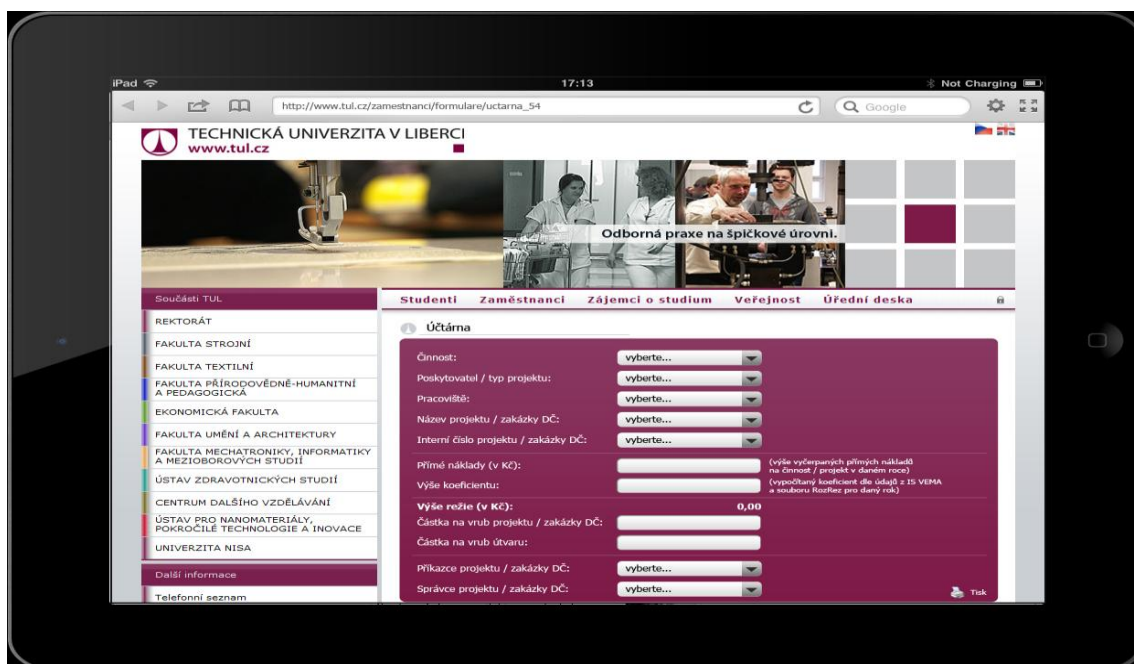 iPad 17:13 Not Charging
http://www.tul.cz/zamestnanci/formulare/uctarna_54 Google
TECHNICKÁ UNIVERZITA V LIBERCI
www.tul.cz
Odborná praxe na špičkové úrovni.
Součásti TUL
REKTORÁT
FAKULTA STROJNÍ
FAKULTA TEXTILNÍ
FAKULTA PŘÍRODOVĚDNĚ-HUMANITNÍ
A PEDAGOGICKÁ
EKONOMICKÁ FAKULTA
FAKULTA UMĚNÍ A ARCHITEKTURY
FAKULTA MECHATRONIKY, INFORMATIKY
A MEZIOBOROVÝCH STUDIÍ
ÚSTAV ZDRAVOTNICKÝCH STUDIÍ
CENTRUM DALŠÍHO VZDĚLÁVÁNÍ
ÚSTAV PRO NANOMATERIÁLY,
POKROČILÉ TECHNOLOGIE A INOVACE
UNIVERZITA NISA
Další informace
Telefonní seznam
Studenti Zaměstnanci Zájemci o studium Veřejnost Úřední deska
Účtárna
Činnost: vyberte...
Poskytovatel / typ projektu: vyberte...
Pracoviště: vyberte...
Název projektu / zakázky DČ: vyberte...
Interní číslo projektu / zakázky DČ: vyberte...
Přímé náklady (v Kč): (výše vyčerpaných přímých nákladů
na činnost / projekt v daném roce)
Výše koeficientu: (vypočítaný koeficient dle údajů z IS VEMA
a souboru RozRez pro daný rok)
Výše režie (v Kč): 0,00
Částka na vrub projektu / zakázky DČ:
Částka na vrub útvaru:
Příkazce projektu / zakázky DČ: vyberte...
Správce projektu / zakázky DČ: vyberte...
Tisk